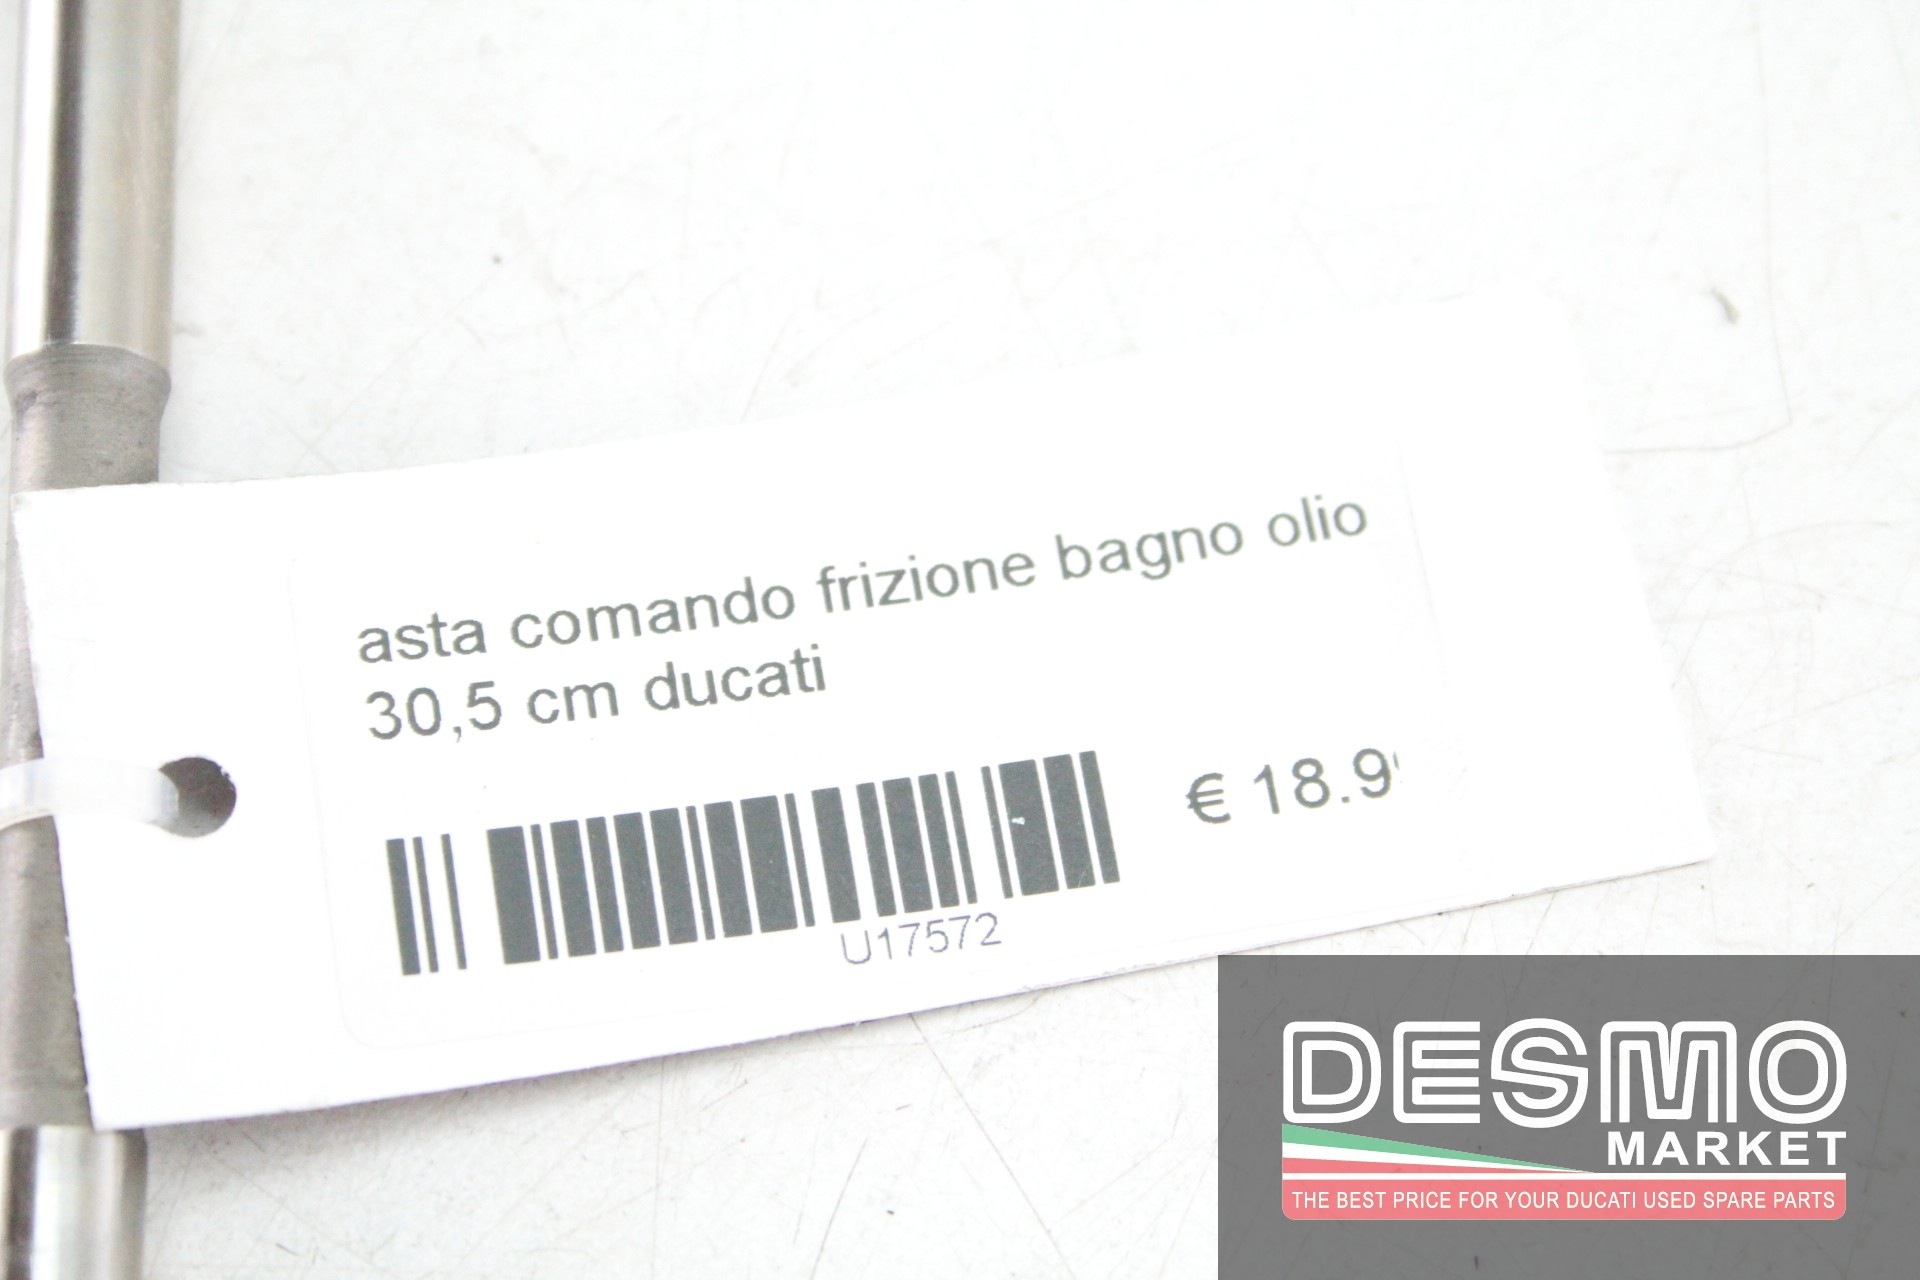 asta comando frizione bagno olio
30,5 cm ducati
€ 18.9
U17572
DESMO
MARKET
THE BEST PRICE FOR YOUR DUCATI USED SPARE PARTS